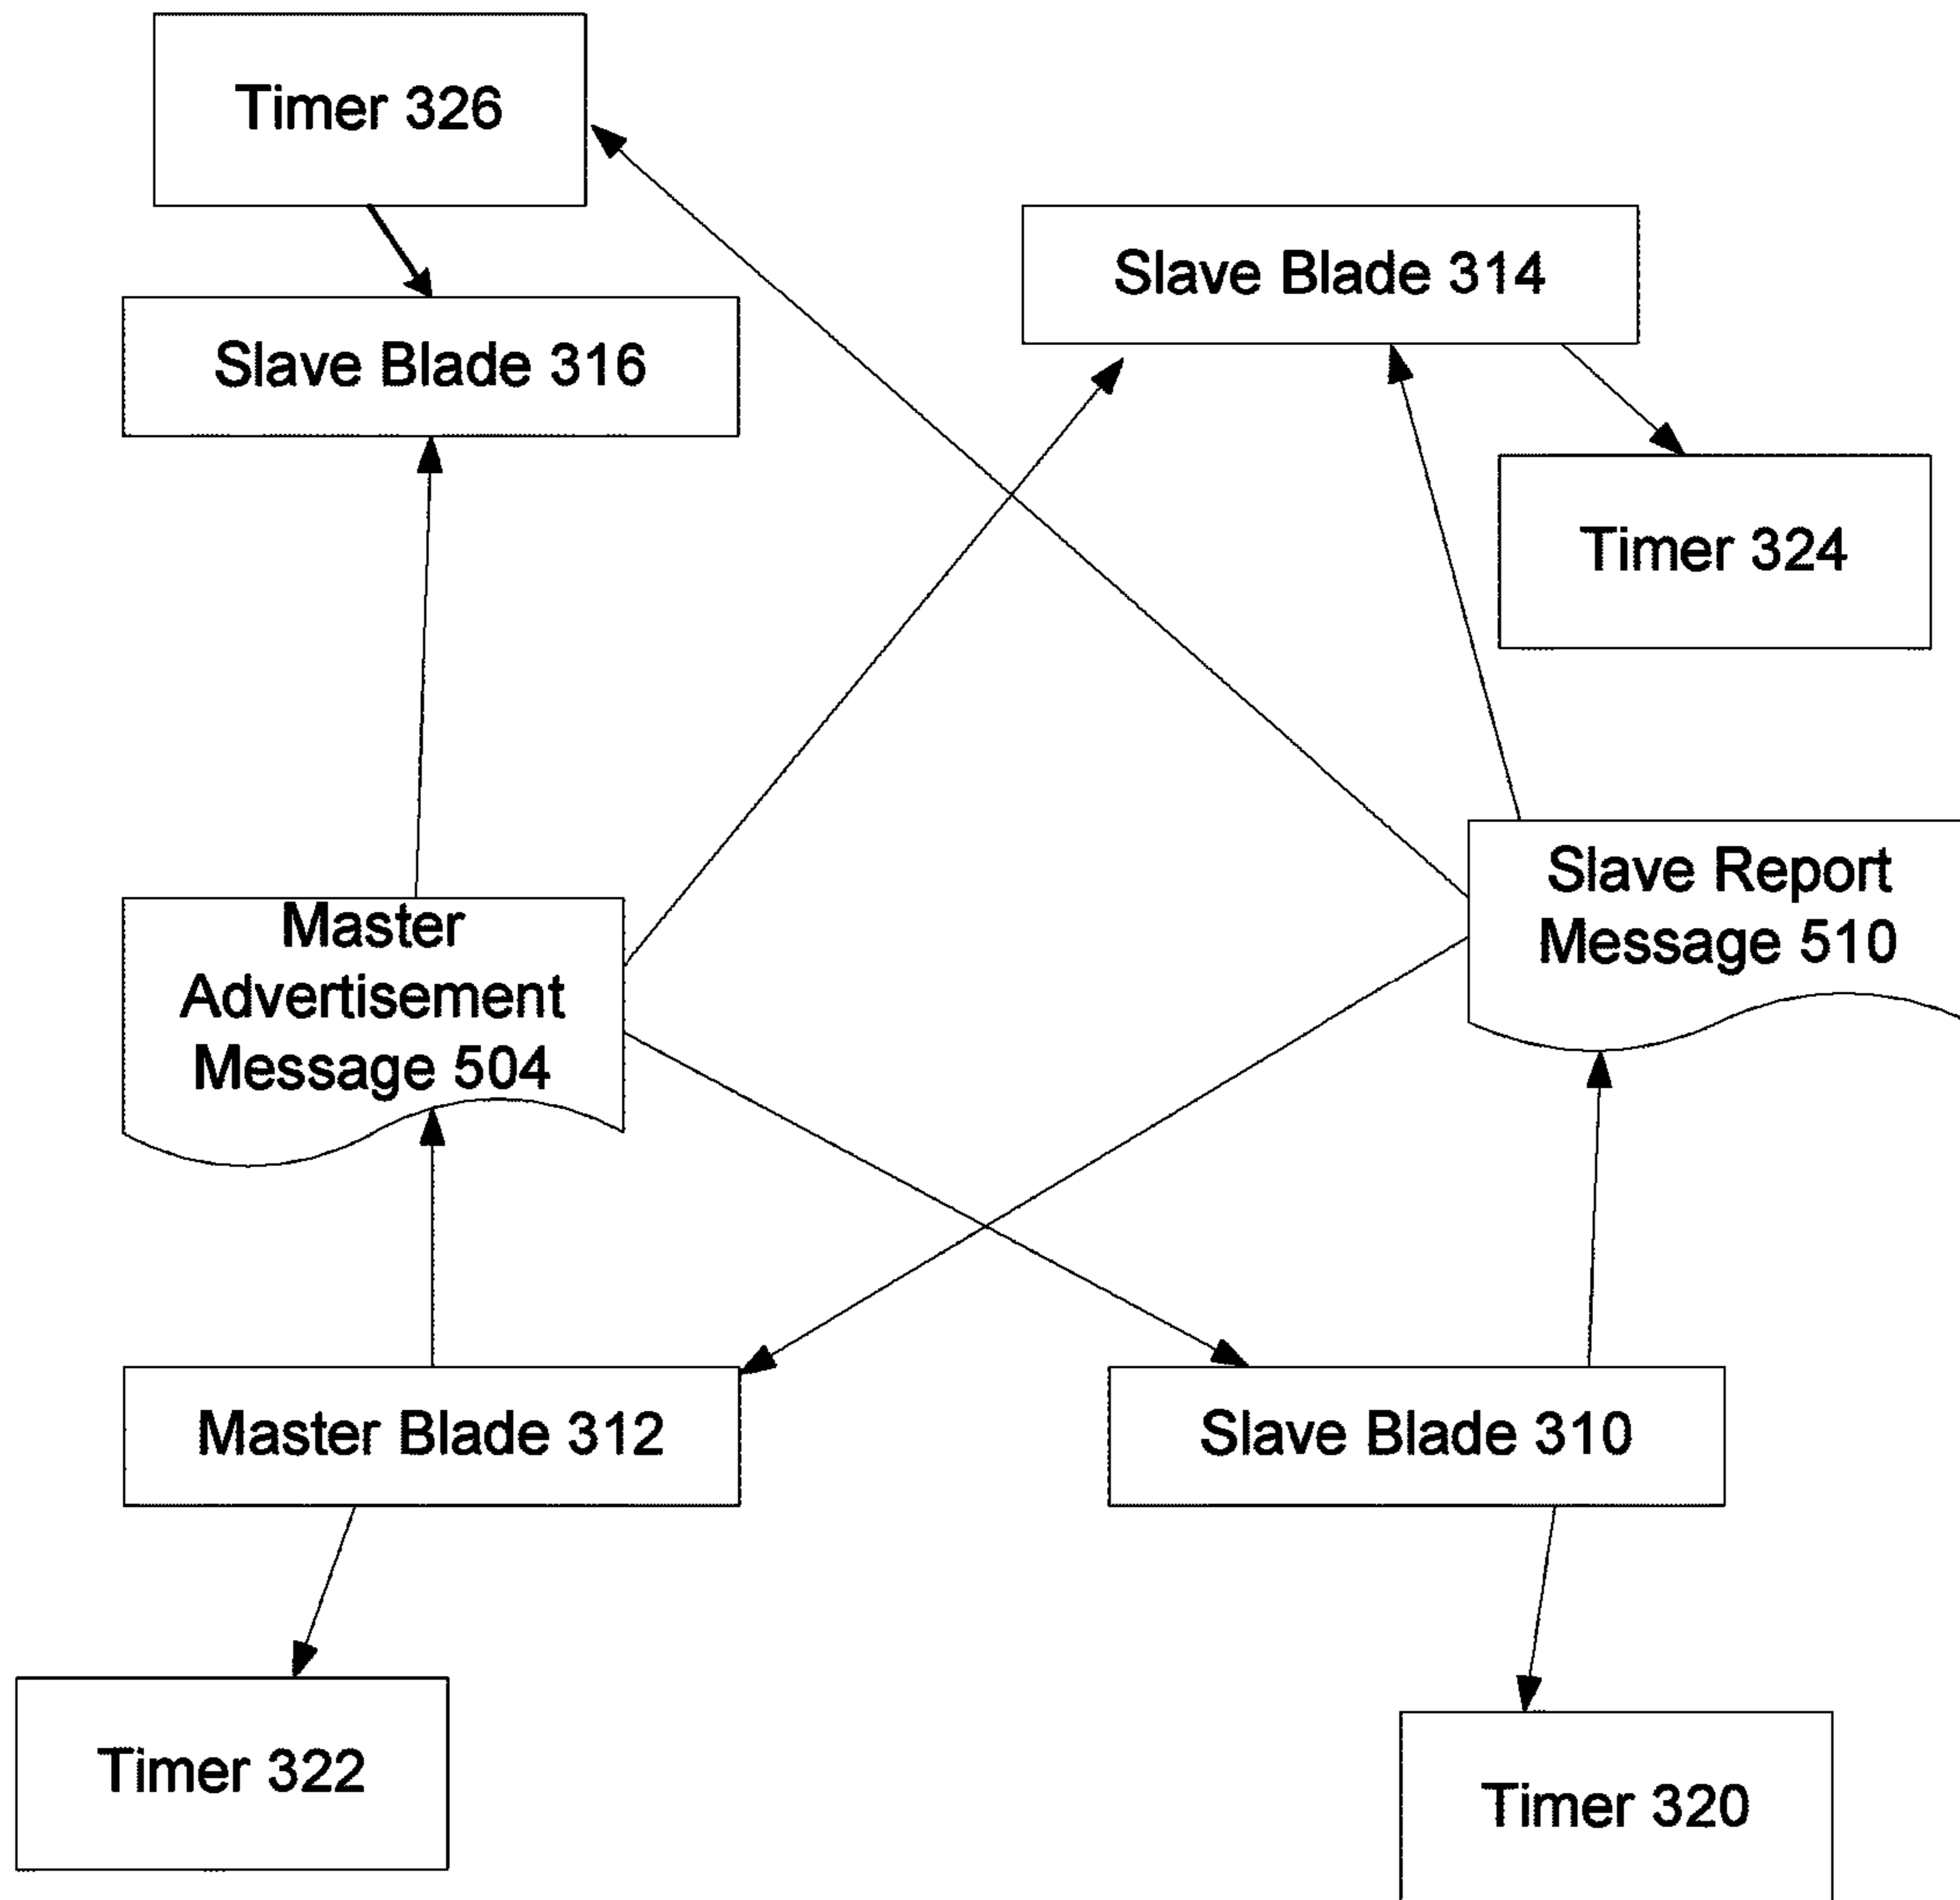 Timer 326
Slave Blade 314
Slave Blade 316
Timer 324
Slave Report
Message 510
Master
Advertisement
Message 504
Master Blade 312
Slave Blade 310
Timer 322
Timer 320